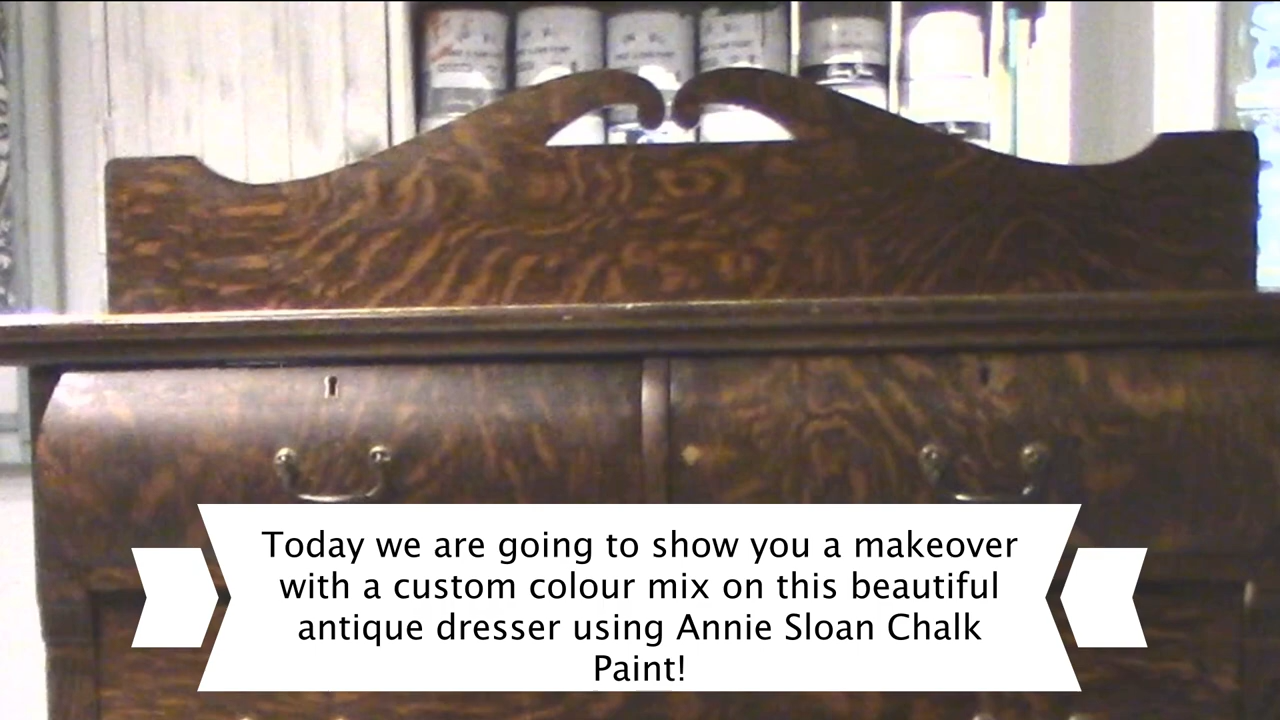 Today we are going to show you a makeover
with a custom colour mix on this beautiful
antique dresser using Annie Sloan Chalk
Paint!